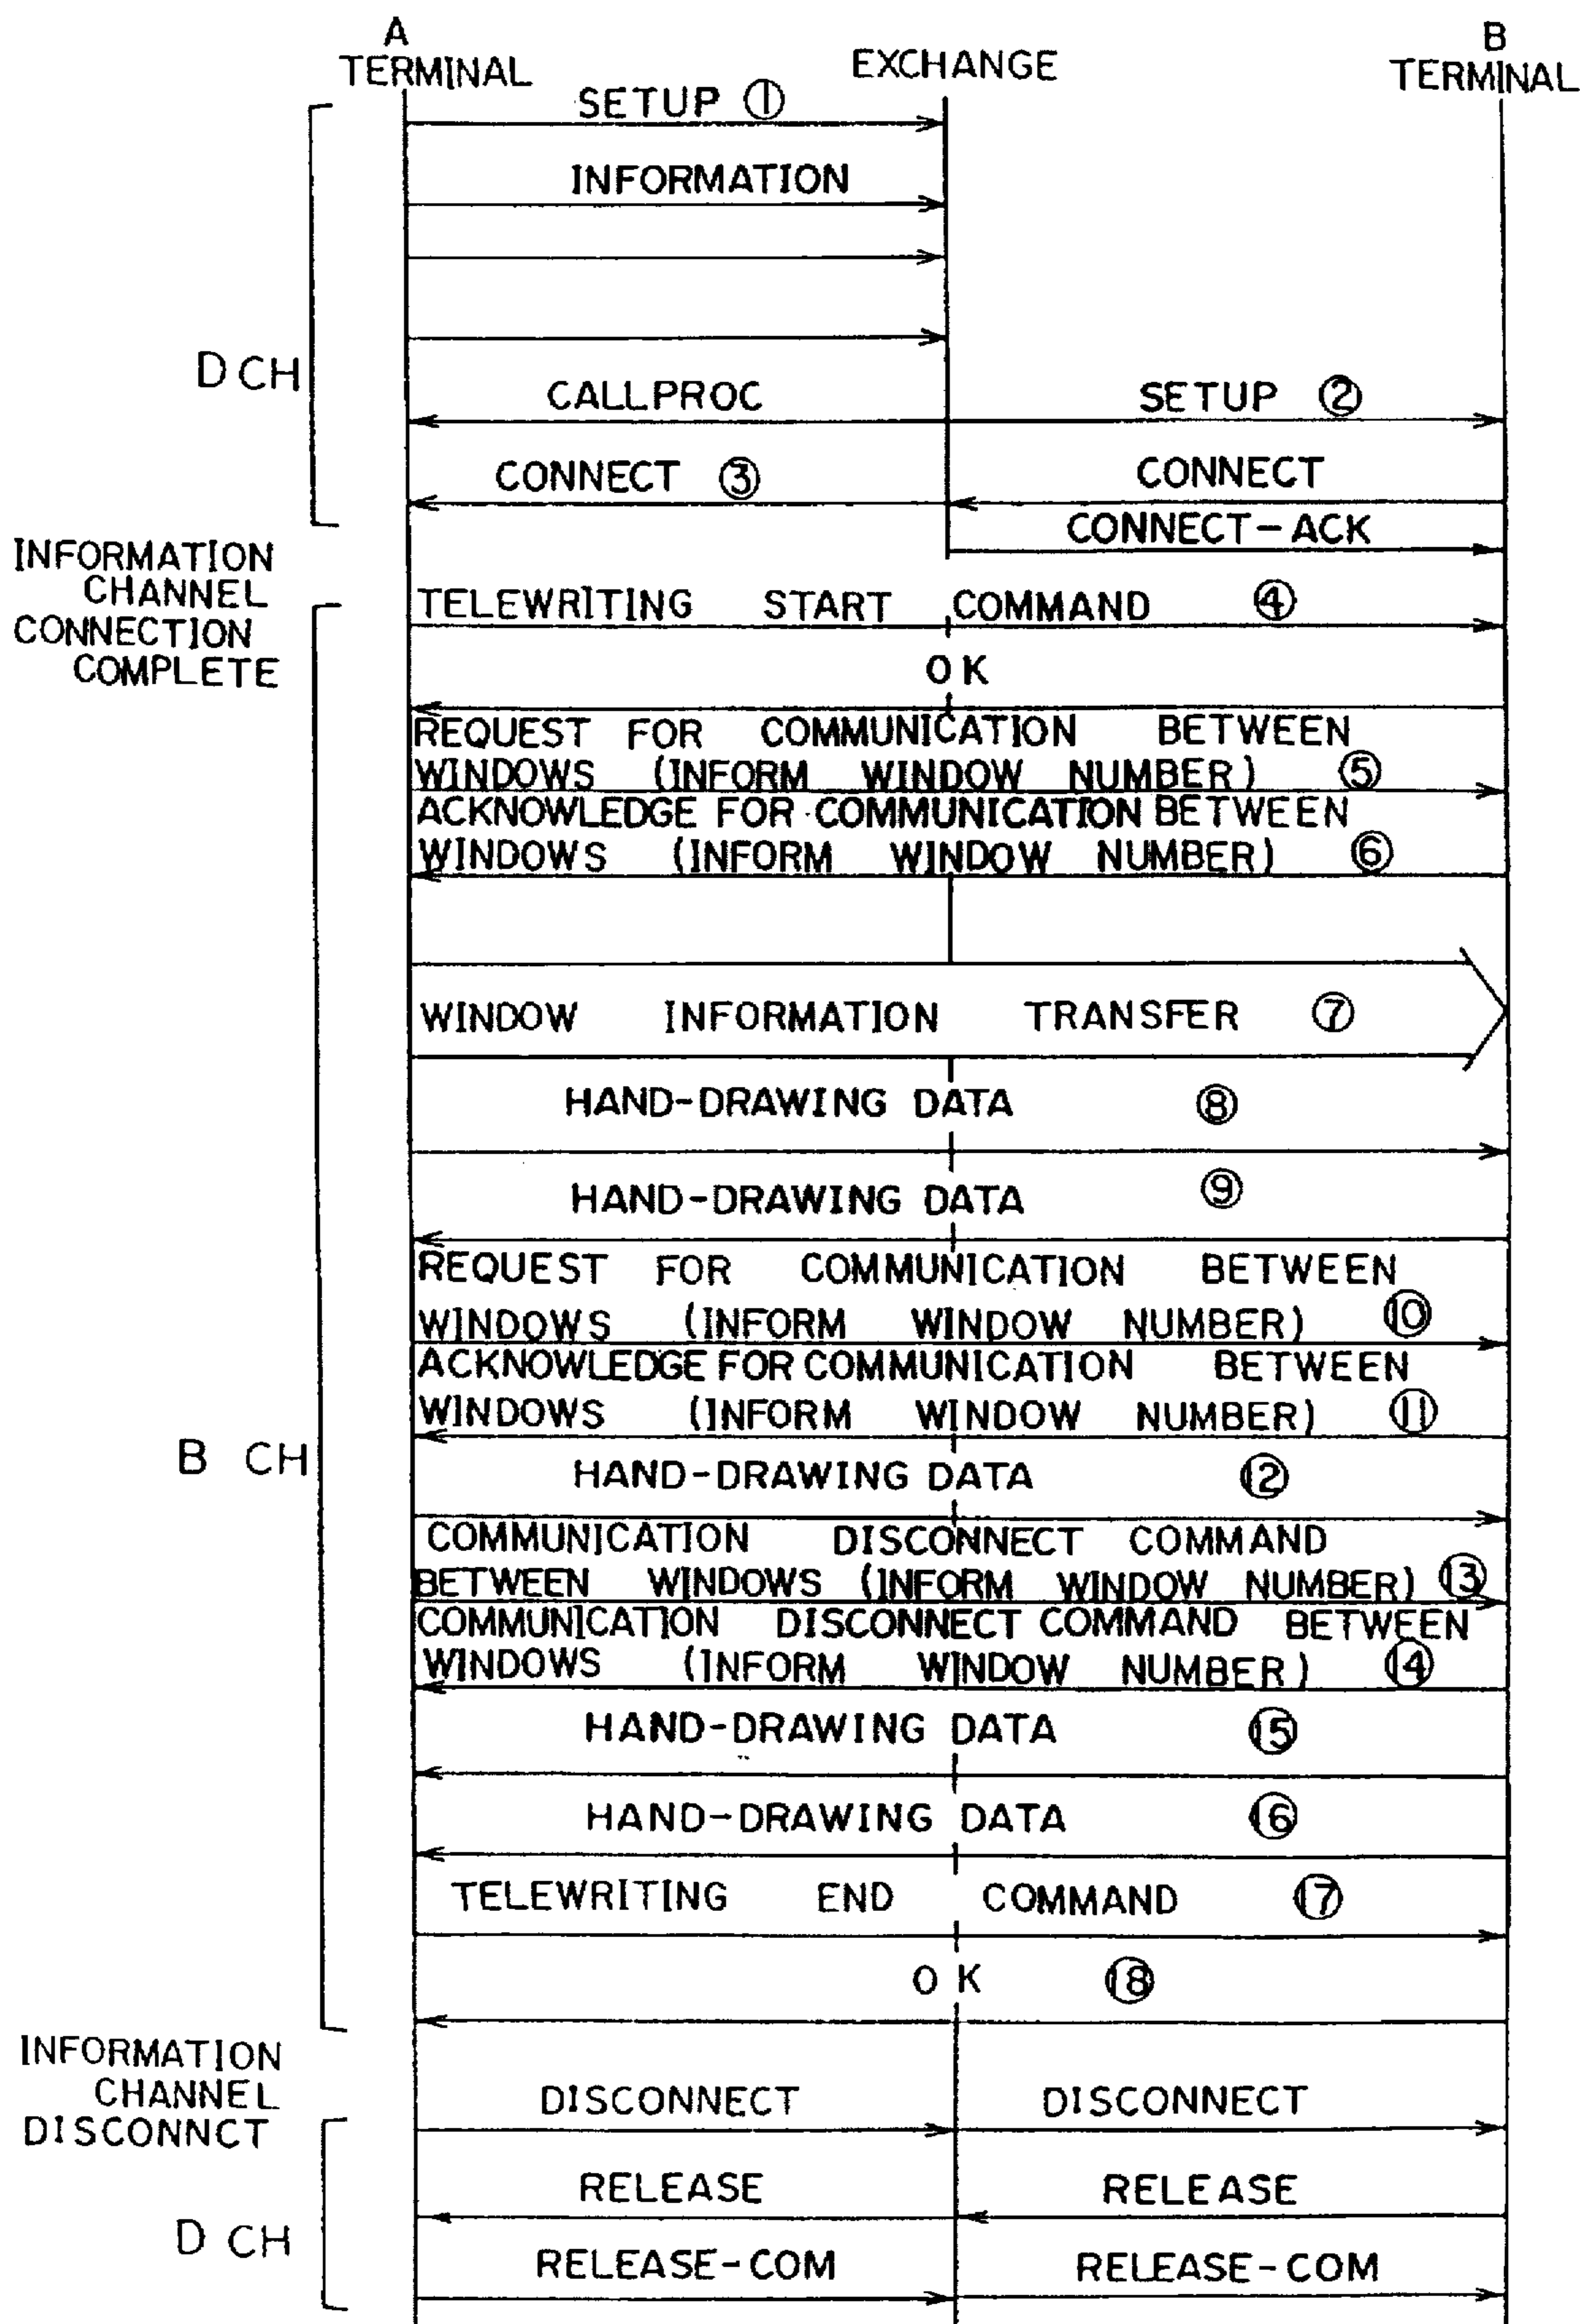 A
TERMINAL
EXCHANGE
B
TERMINAL
SETUP ①
INFORMATION
D CH
CALLPROC
SETUP ②
CONNECT ③
CONNECT
CONNECT-ACK
INFORMATION
CHANNEL
CONNECTION
COMPLETE
TELEWRITING START COMMAND ④
OK
REQUEST FOR COMMUNICATION BETWEEN
WINDOWS (INFORM WINDOW NUMBER) ⑤
ACKNOWLEDGE FOR COMMUNICATION BETWEEN
WINDOWS (INFORM WINDOW NUMBER) ⑥
WINDOW INFORMATION TRANSFER ⑦
HAND-DRAWING DATA ⑧
HAND-DRAWING DATA ⑨
REQUEST FOR COMMUNICATION BETWEEN
WINDOWS (INFORM WINDOW NUMBER) ⑩
ACKNOWLEDGE FOR COMMUNICATION BETWEEN
WINDOWS (INFORM WINDOW NUMBER) ⑪
B CH
HAND-DRAWING DATA ⑫
COMMUNICATION DISCONNECT COMMAND
BETWEEN WINDOWS (INFORM WINDOW NUMBER) ⑬
COMMUNICATION DISCONNECT COMMAND BETWEEN
WINDOWS (INFORM WINDOW NUMBER) ⑭
HAND-DRAWING DATA ⑮
HAND-DRAWING DATA ⑯
TELEWRITING END COMMAND ⑰
OK ⑱
INFORMATION
CHANNEL
DISCONNCT
DISCONNECT
DISCONNECT
RELEASE
RELEASE
D CH
RELEASE-COM
RELEASE-COM